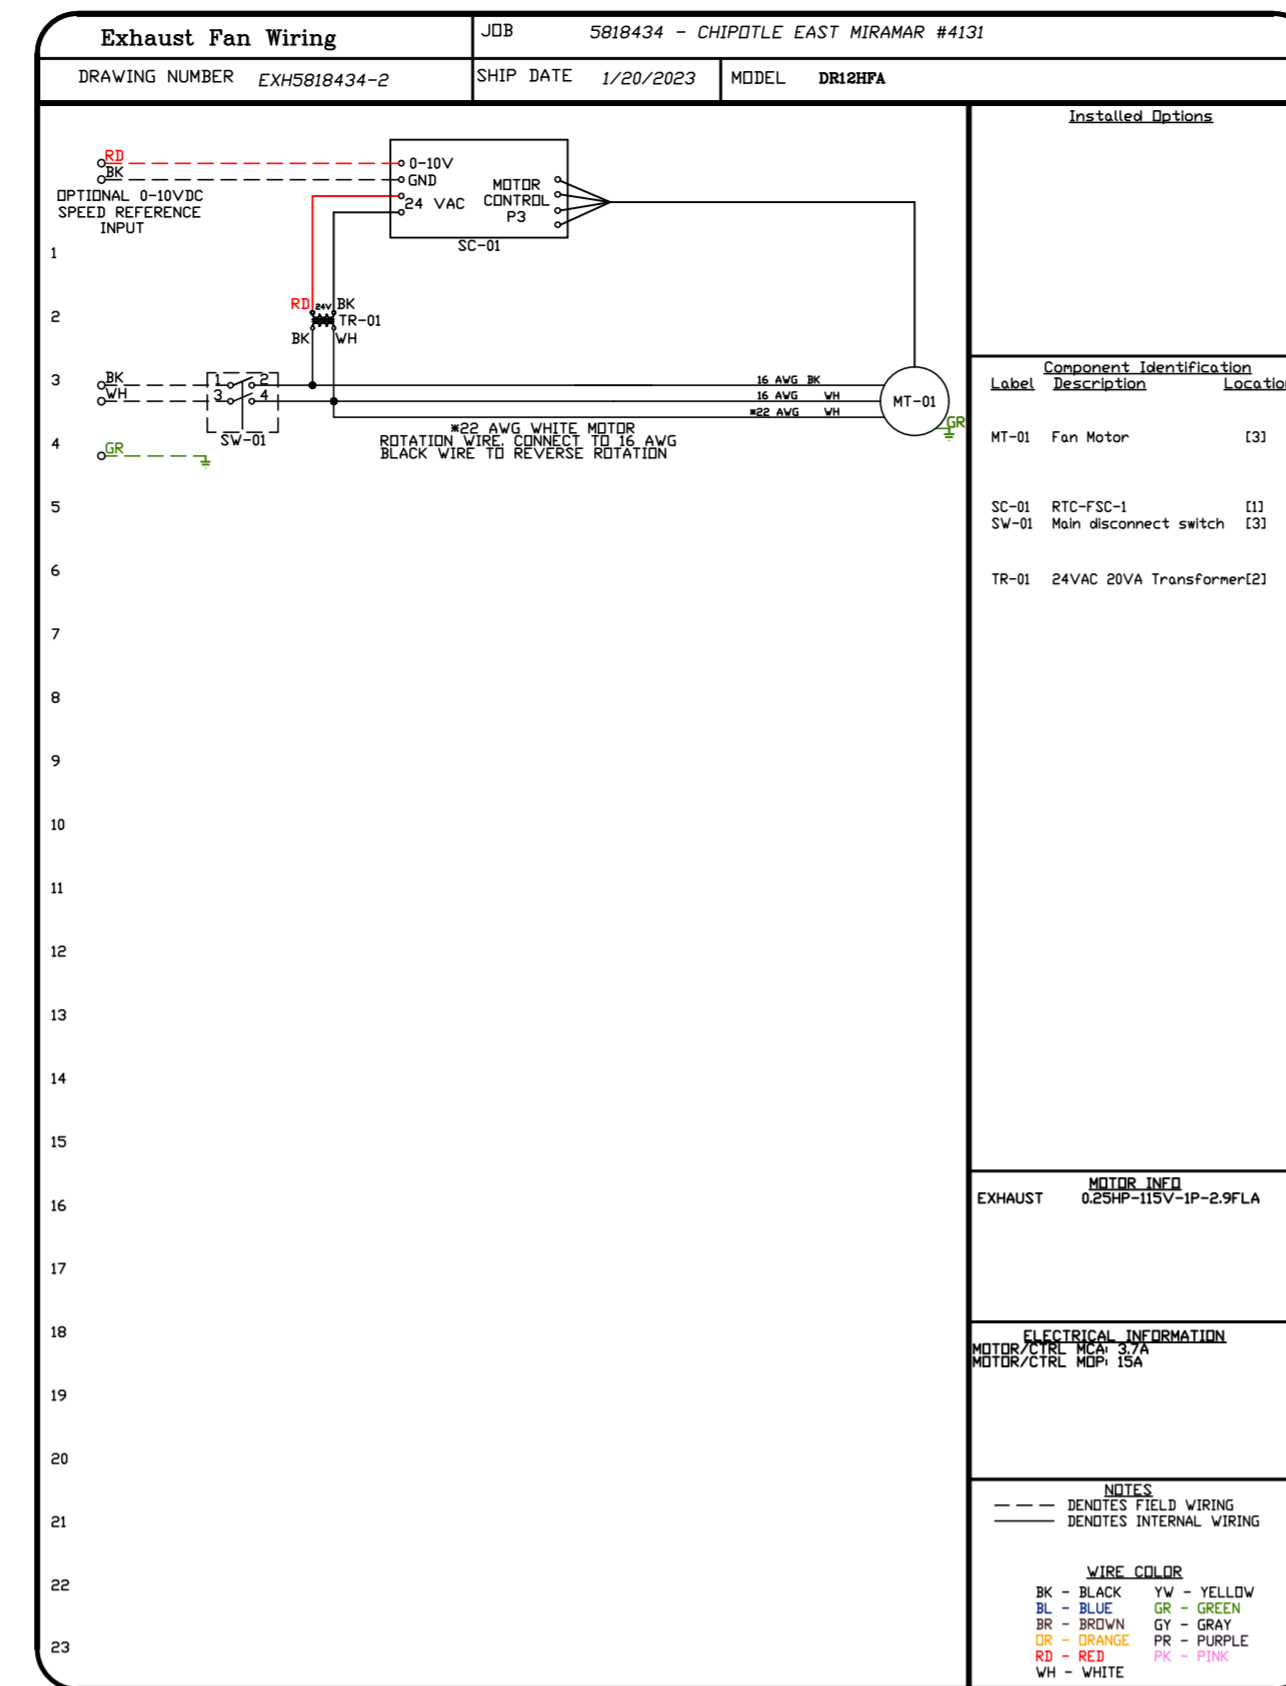 Exhaust Fan Wiring
JOB 5818434 - CHIPOTLE EAST MIRAMAR #4131
DRAWING NUMBER EXH5818434-2
SHIP DATE 1/20/2023
MODEL DR12HFA
RD
BK
OPTIONAL 0-10VDC
SPEED REFERENCE
INPUT
0-10V
GND
24 VAC
MOTOR
CONTROL
P3
SC-01
RD 24V BK
TR-01
BK WH
BK
WH
1 2
3 4
SW-01
GR
16 AWG BK
16 AWG WH
*22 AWG WH
MT-01
GR
*22 AWG WHITE MOTOR
ROTATION WIRE. CONNECT TO 16 AWG
BLACK WIRE TO REVERSE ROTATION
1
2
3
4
5
6
7
8
9
10
11
12
13
14
15
16
17
18
19
20
21
22
23
Installed Options
Component Identification
Label Description Location
MT-01 Fan Motor [3]
SC-01 RTC-FSC-1 [1]
SW-01 Main disconnect switch [3]
TR-01 24VAC 20VA Transformer[2]
MOTOR INFO
EXHAUST 0.25HP-115V-1P-2.9FLA
ELECTRICAL INFORMATION
MOTOR/CTRL MCA: 3.7A
MOTOR/CTRL MOP: 15A
NOTES
DENOTES FIELD WIRING
DENOTES INTERNAL WIRING
WIRE COLOR
BK - BLACK YW - YELLOW
BL - BLUE GR - GREEN
BR - BROWN GY - GRAY
OR - ORANGE PR - PURPLE
RD - RED PK - PINK
WH - WHITE